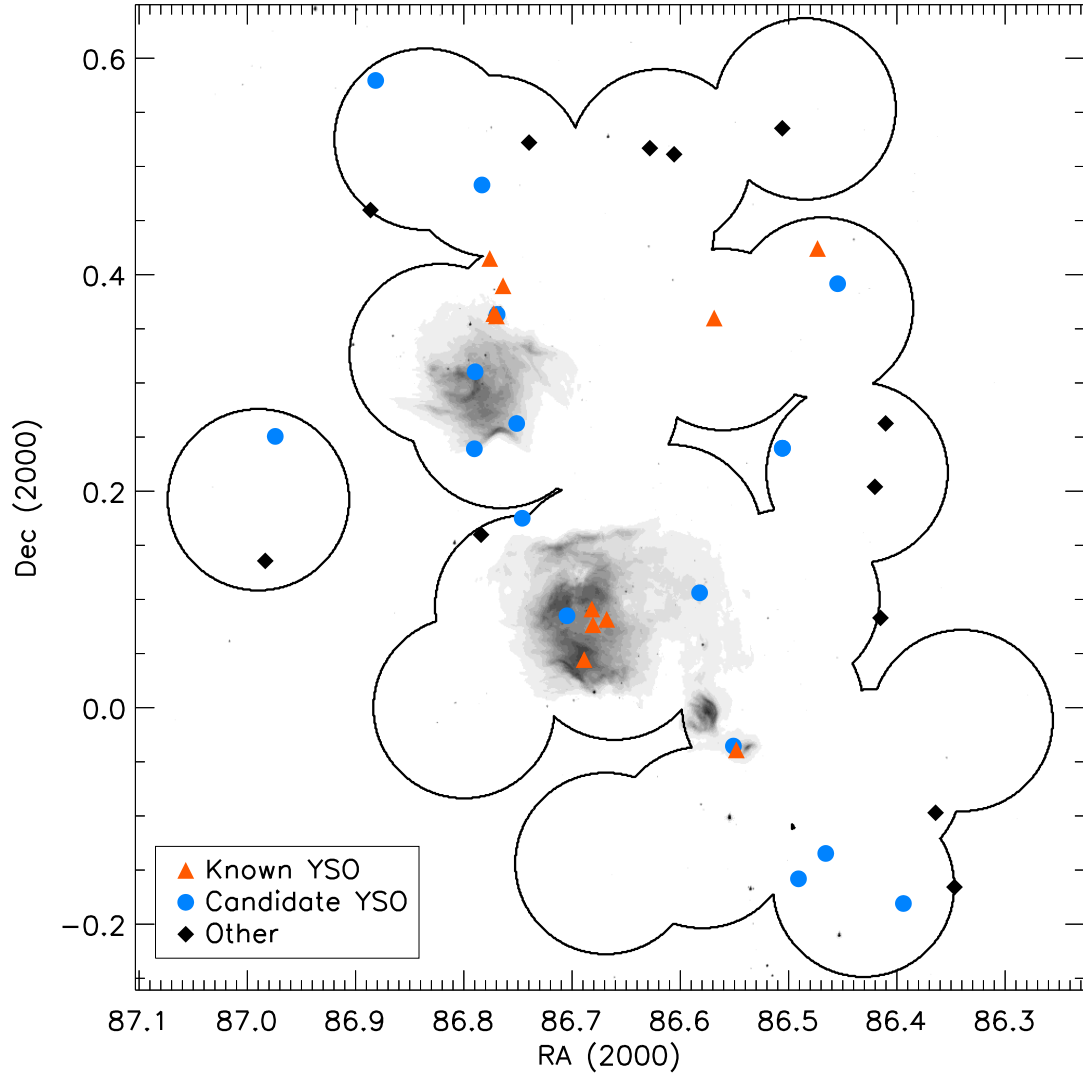 0.6
0.4
0.2
0.0
−0.2
Dec (2000)
Known YSO
Candidate YSO
Other
87.1 87.0 86.9 86.8 86.7 86.6 86.5 86.4 86.3
RA (2000)